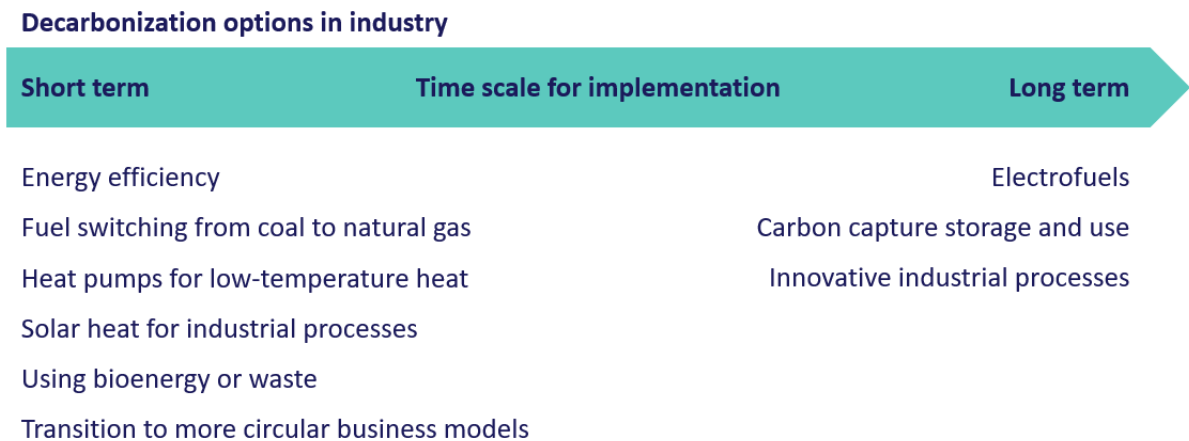 Decarbonization options in industry
Short term Time scale for implementation Long term
Energy efficiency
Fuel switching from coal to natural gas
Heat pumps for low-temperature heat
Solar heat for industrial processes
Using bioenergy or waste
Transition to more circular business models
Electrofuels
Carbon capture storage and use
Innovative industrial processes